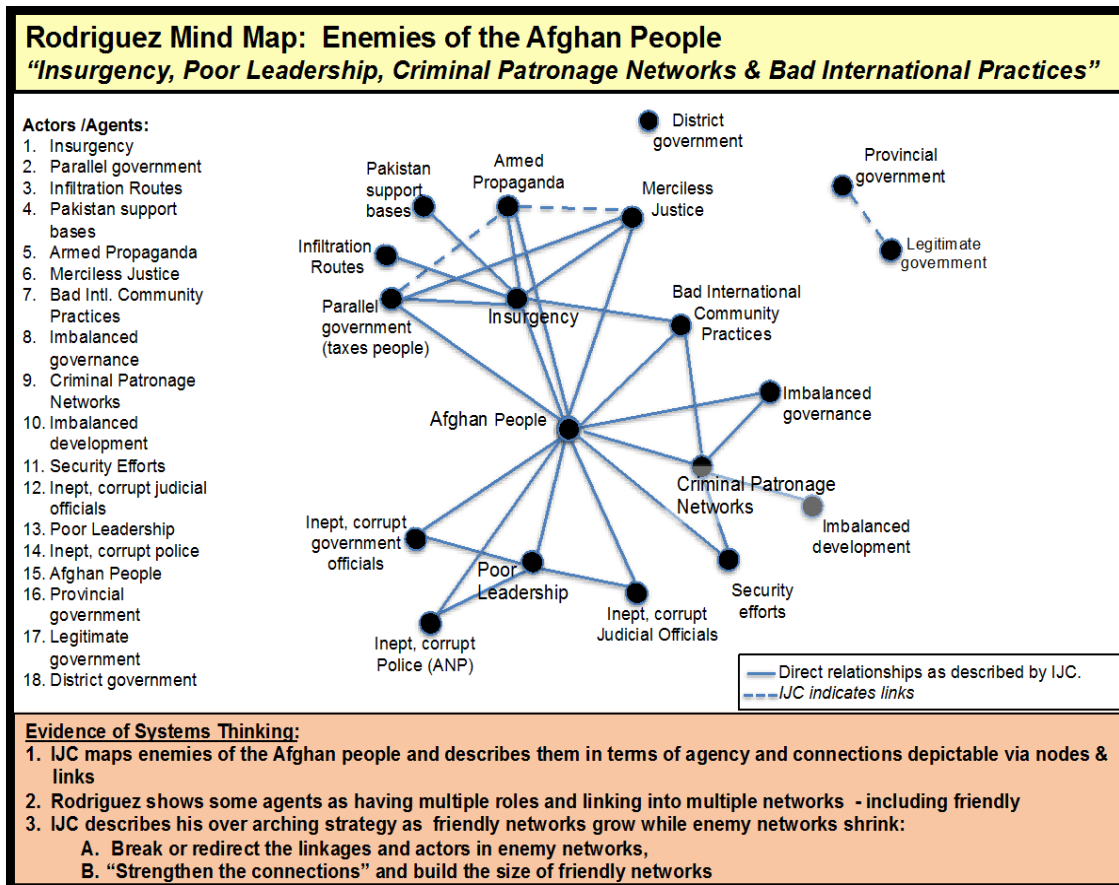 Rodriguez Mind Map:  Enemies of the Afghan People
“Insurgency, Poor Leadership, Criminal Patronage Networks & Bad International Practices”
Actors /Agents:
1. Insurgency
2. Parallel government
3. Infiltration Routes
4. Pakistan support
bases
5. Armed Propaganda
6. Merciless Justice
7. Bad Intl. Community
Practices
8. Imbalanced
governance
9. Criminal Patronage
Networks
10. Imbalanced
development
11. Security Efforts
12. Inept, corrupt judicial
officials
13. Poor Leadership
14. Inept, corrupt police
15. Afghan People
16. Provincial
government
17. Legitimate
government
18. District government
District
government
Provincial
government
Legitimate
government
Pakistan
support
bases
Armed
Propaganda
Merciless
Justice
Infiltration
Routes
Parallel
government
(taxes people)
Insurgency
Bad International
Community
Practices
Afghan People
Imbalanced
governance
Criminal Patronage
Networks
Imbalanced
development
Inept, corrupt
government
officials
Poor
Leadership
Security
efforts
Inept, corrupt
Judicial Officials
Inept, corrupt
Police (ANP)
Direct relationships as described by IJC.
IJC indicates links
Evidence of Systems Thinking:
1. IJC maps enemies of the Afghan people and describes them in terms of agency and connections depictable via nodes &
links
2. Rodriguez shows some agents as having multiple roles and linking into multiple networks  - including friendly
3. IJC describes his over arching strategy as  friendly networks grow while enemy networks shrink:
A. Break or redirect the linkages and actors in enemy networks,
B. “Strengthen the connections” and build the size of friendly networks